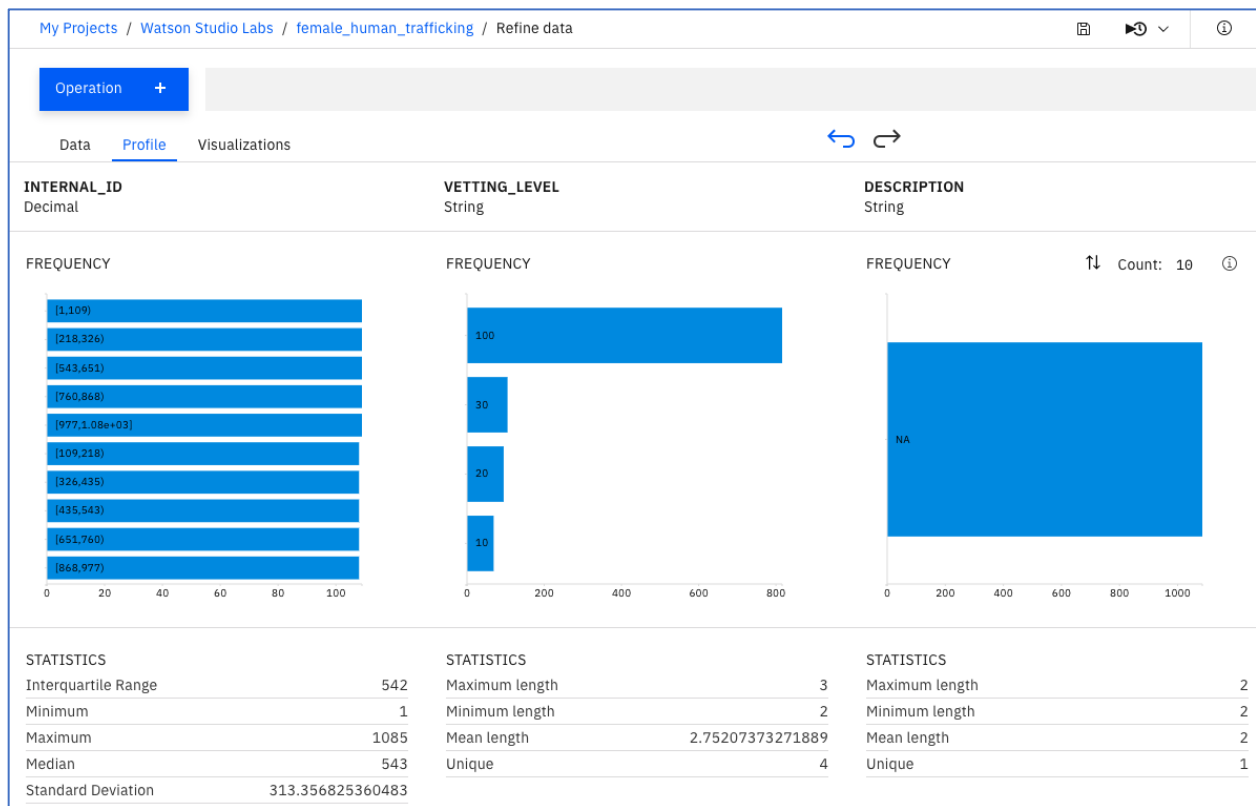 My Projects / Watson Studio Labs / female_human_trafficking / Refine data
Operation +
Data Profile Visualizations
INTERNAL_ID VETTING_LEVEL DESCRIPTION
Decimal String String
FREQUENCY FREQUENCY FREQUENCY Count: 10
[1,109)
[218,326)
[543,651)
[760,868)
[977,1.08e+03]
[109,218)
[326,435)
[435,543)
[651,760)
[868,977)
0 20 40 60 80 100
100
30
20
10
0 200 400 600 800
NA
0 200 400 600 800 1000
STATISTICS STATISTICS STATISTICS
Interquartile Range 542 Maximum length 3 Maximum length 2
Minimum 1 Minimum length 2 Minimum length 2
Maximum 1085 Mean length 2.75207373271889 Mean length 2
Median 543 Unique 4 Unique 1
Standard Deviation 313.356825360483